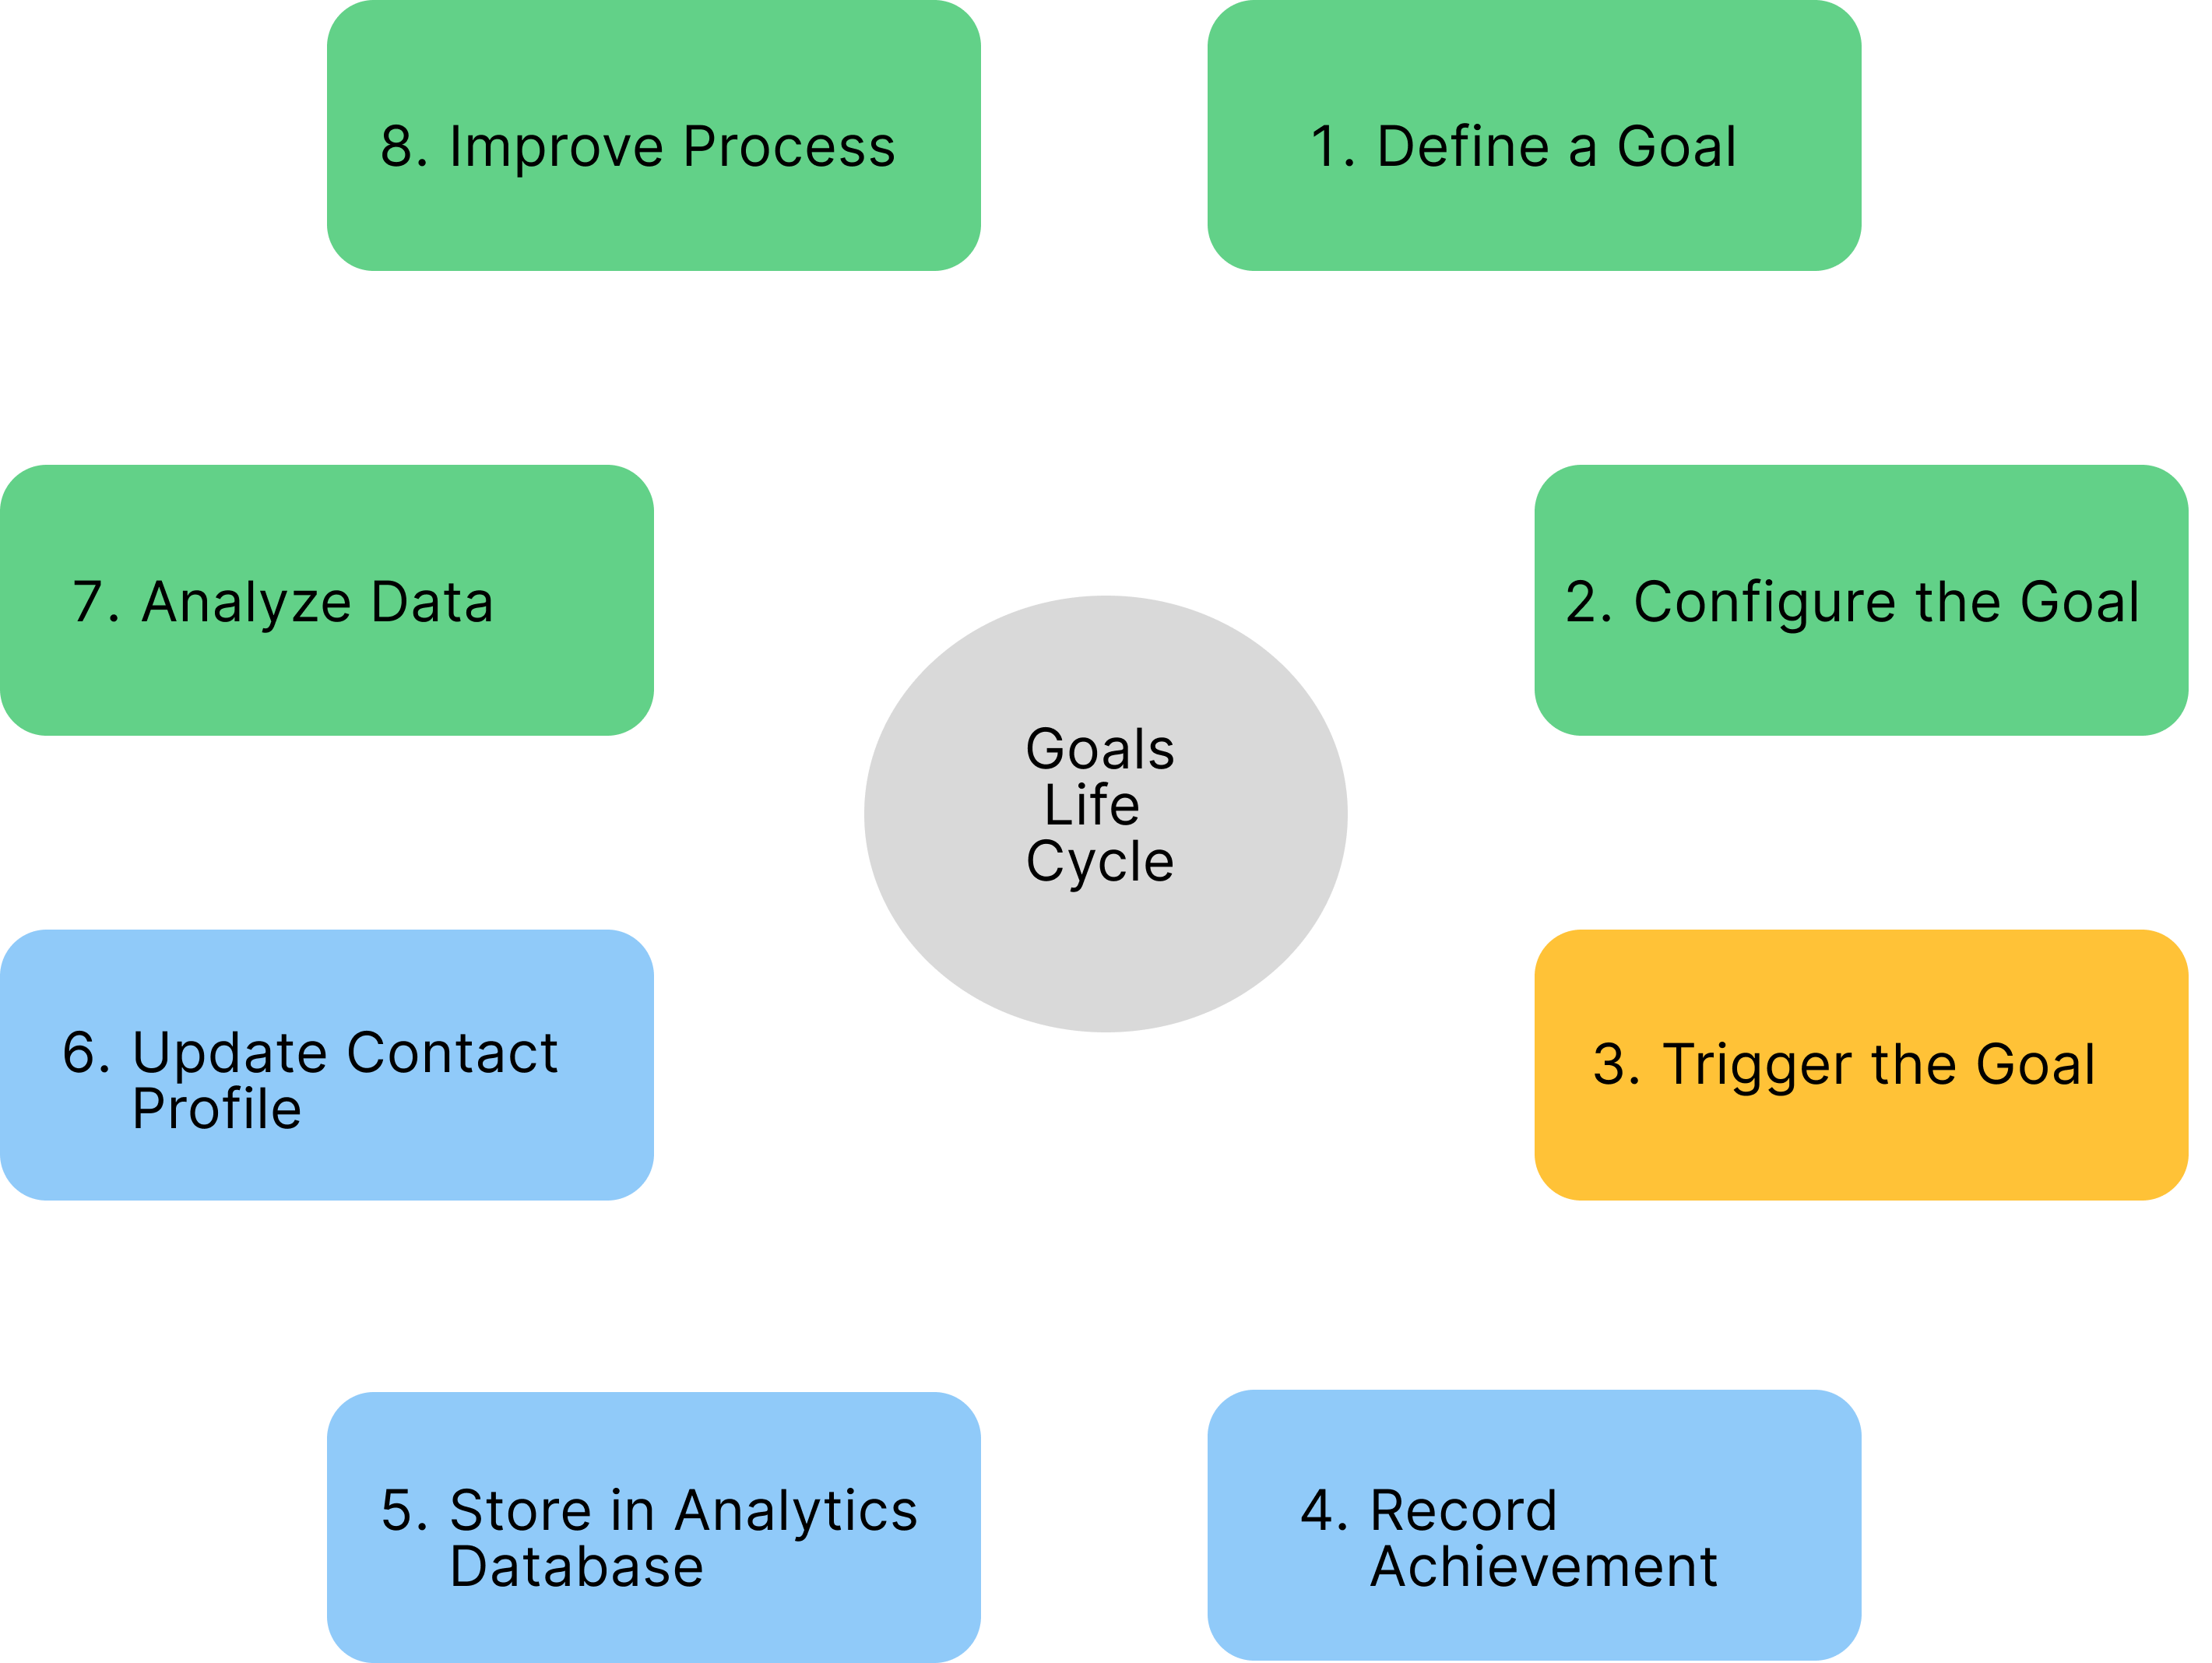 8. Improve Process
1. Define a Goal
7. Analyze Data
2. Configure the Goal
Goals
Life
Cycle
6. Update Contact
Profile
3. Trigger the Goal
5. Store in Analytics
Database
4. Record
Achievement